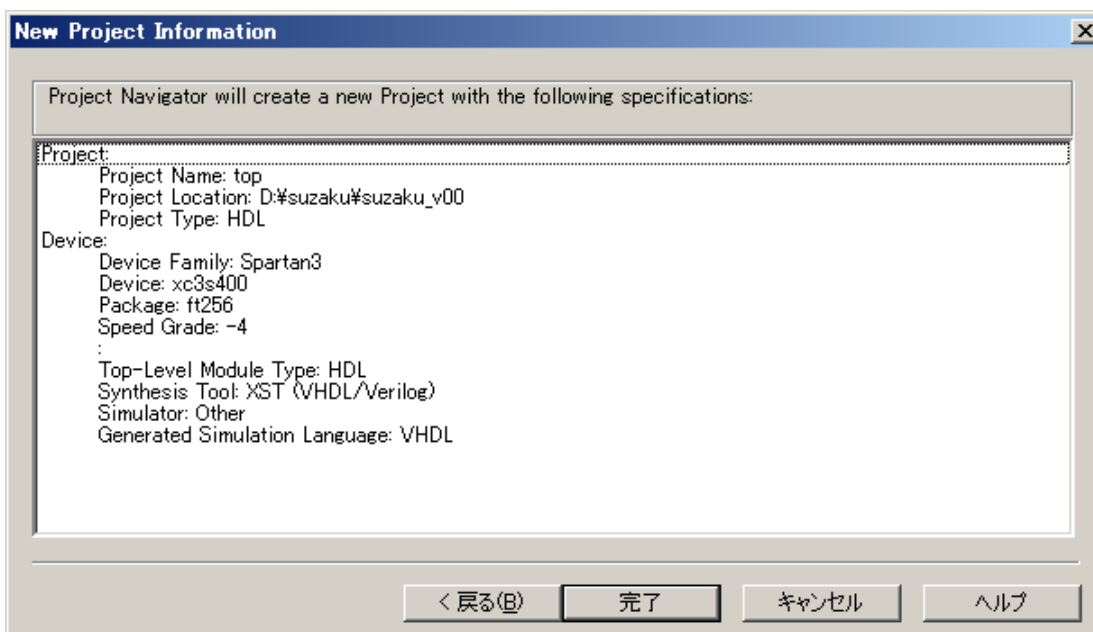 New Project Information
Project Navigator will create a new Project with the following specifications:
Project:
Project Name: top
Project Location: D:¥suzaku¥suzaku_v00
Project Type: HDL
Device:
Device Family: Spartan3
Device: xc3s400
Package: ft256
Speed Grade: -4
:
Top-Level Module Type: HDL
Synthesis Tool: XST (VHDL/Verilog)
Simulator: Other
Generated Simulation Language: VHDL
< 戻る(B) 完了 キャンセル ヘルプ